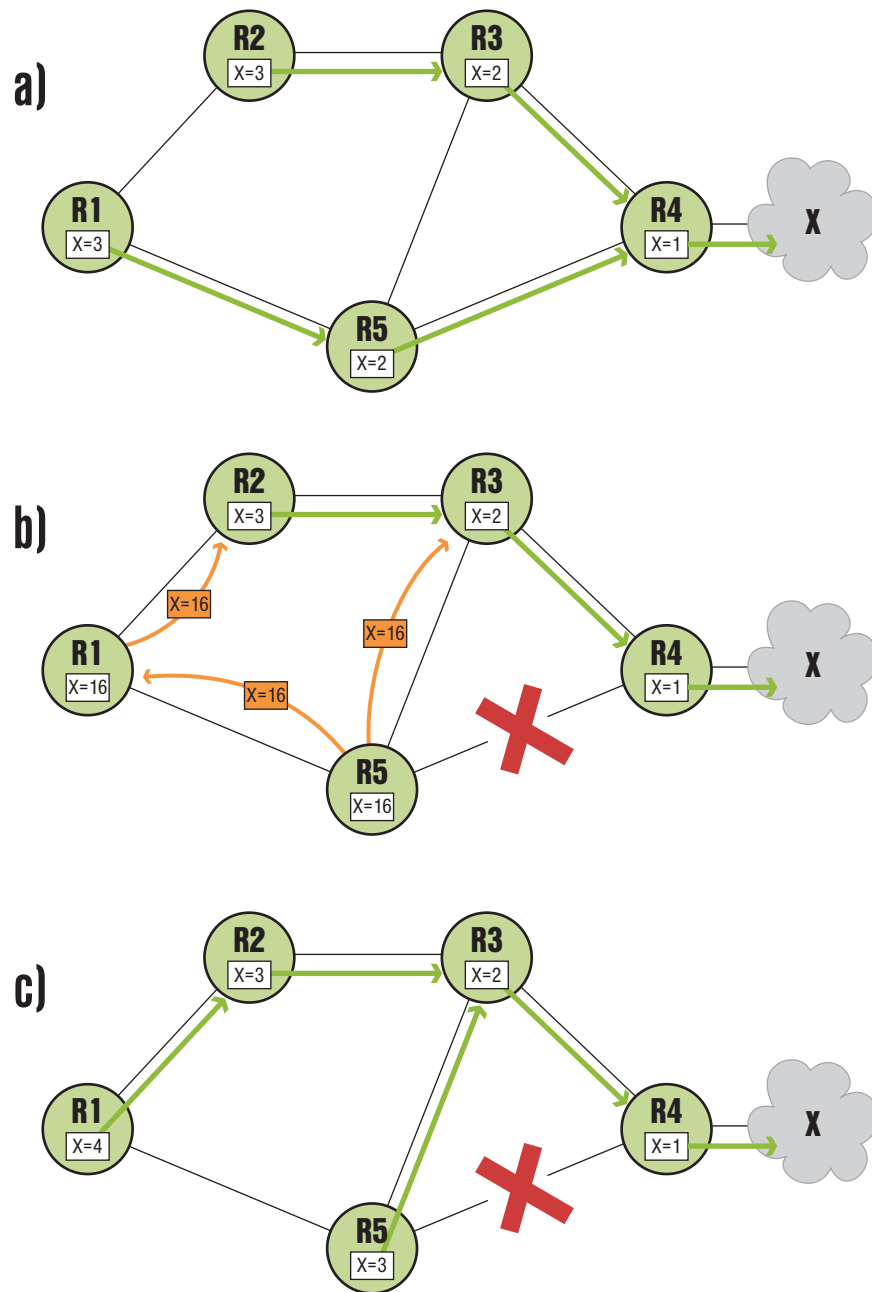 a)
R2
X=3
R3
X=2
R1
X=3
R4
X=1
X
R5
X=2
b)
R2
X=3
R3
X=2
X=16
X=16
R1
X=16
X=16
R4
X=1
X
R5
X=16
c)
R2
X=3
R3
X=2
R1
X=4
R4
X=1
X
R5
X=3